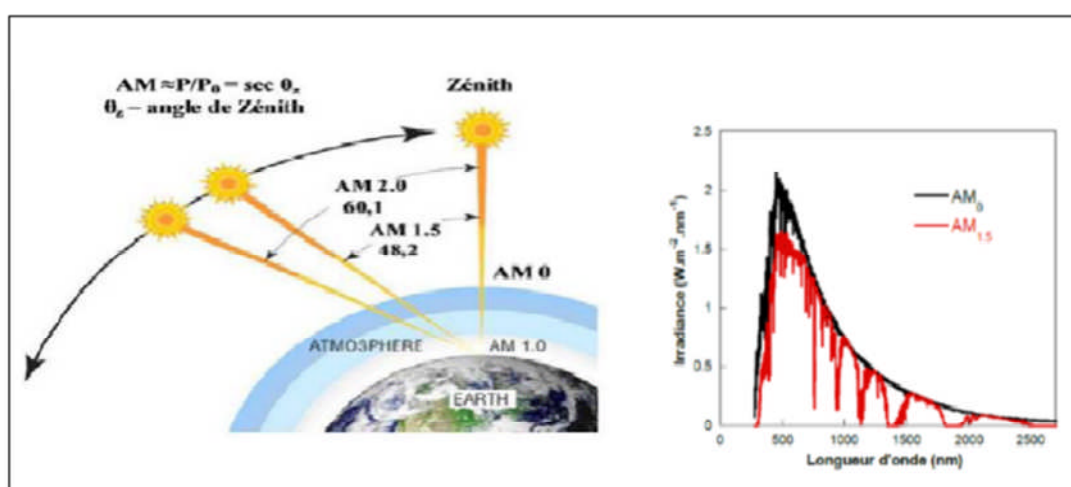 AM ≈P/P₀ = sec θz
θz – angle de Zénith
Zénith
AM 2.0
60,1
AM 1.5
48,2
AM 0
ATMO3PHERE
AM 1.0
EARTH
Irradiance (W.m⁻².nm⁻¹)
2.5
2
1.5
1
0.5
0
AM₀
AM₁.₅
0 500 1000 1500 2000 2500
Longueur d'onde (nm)